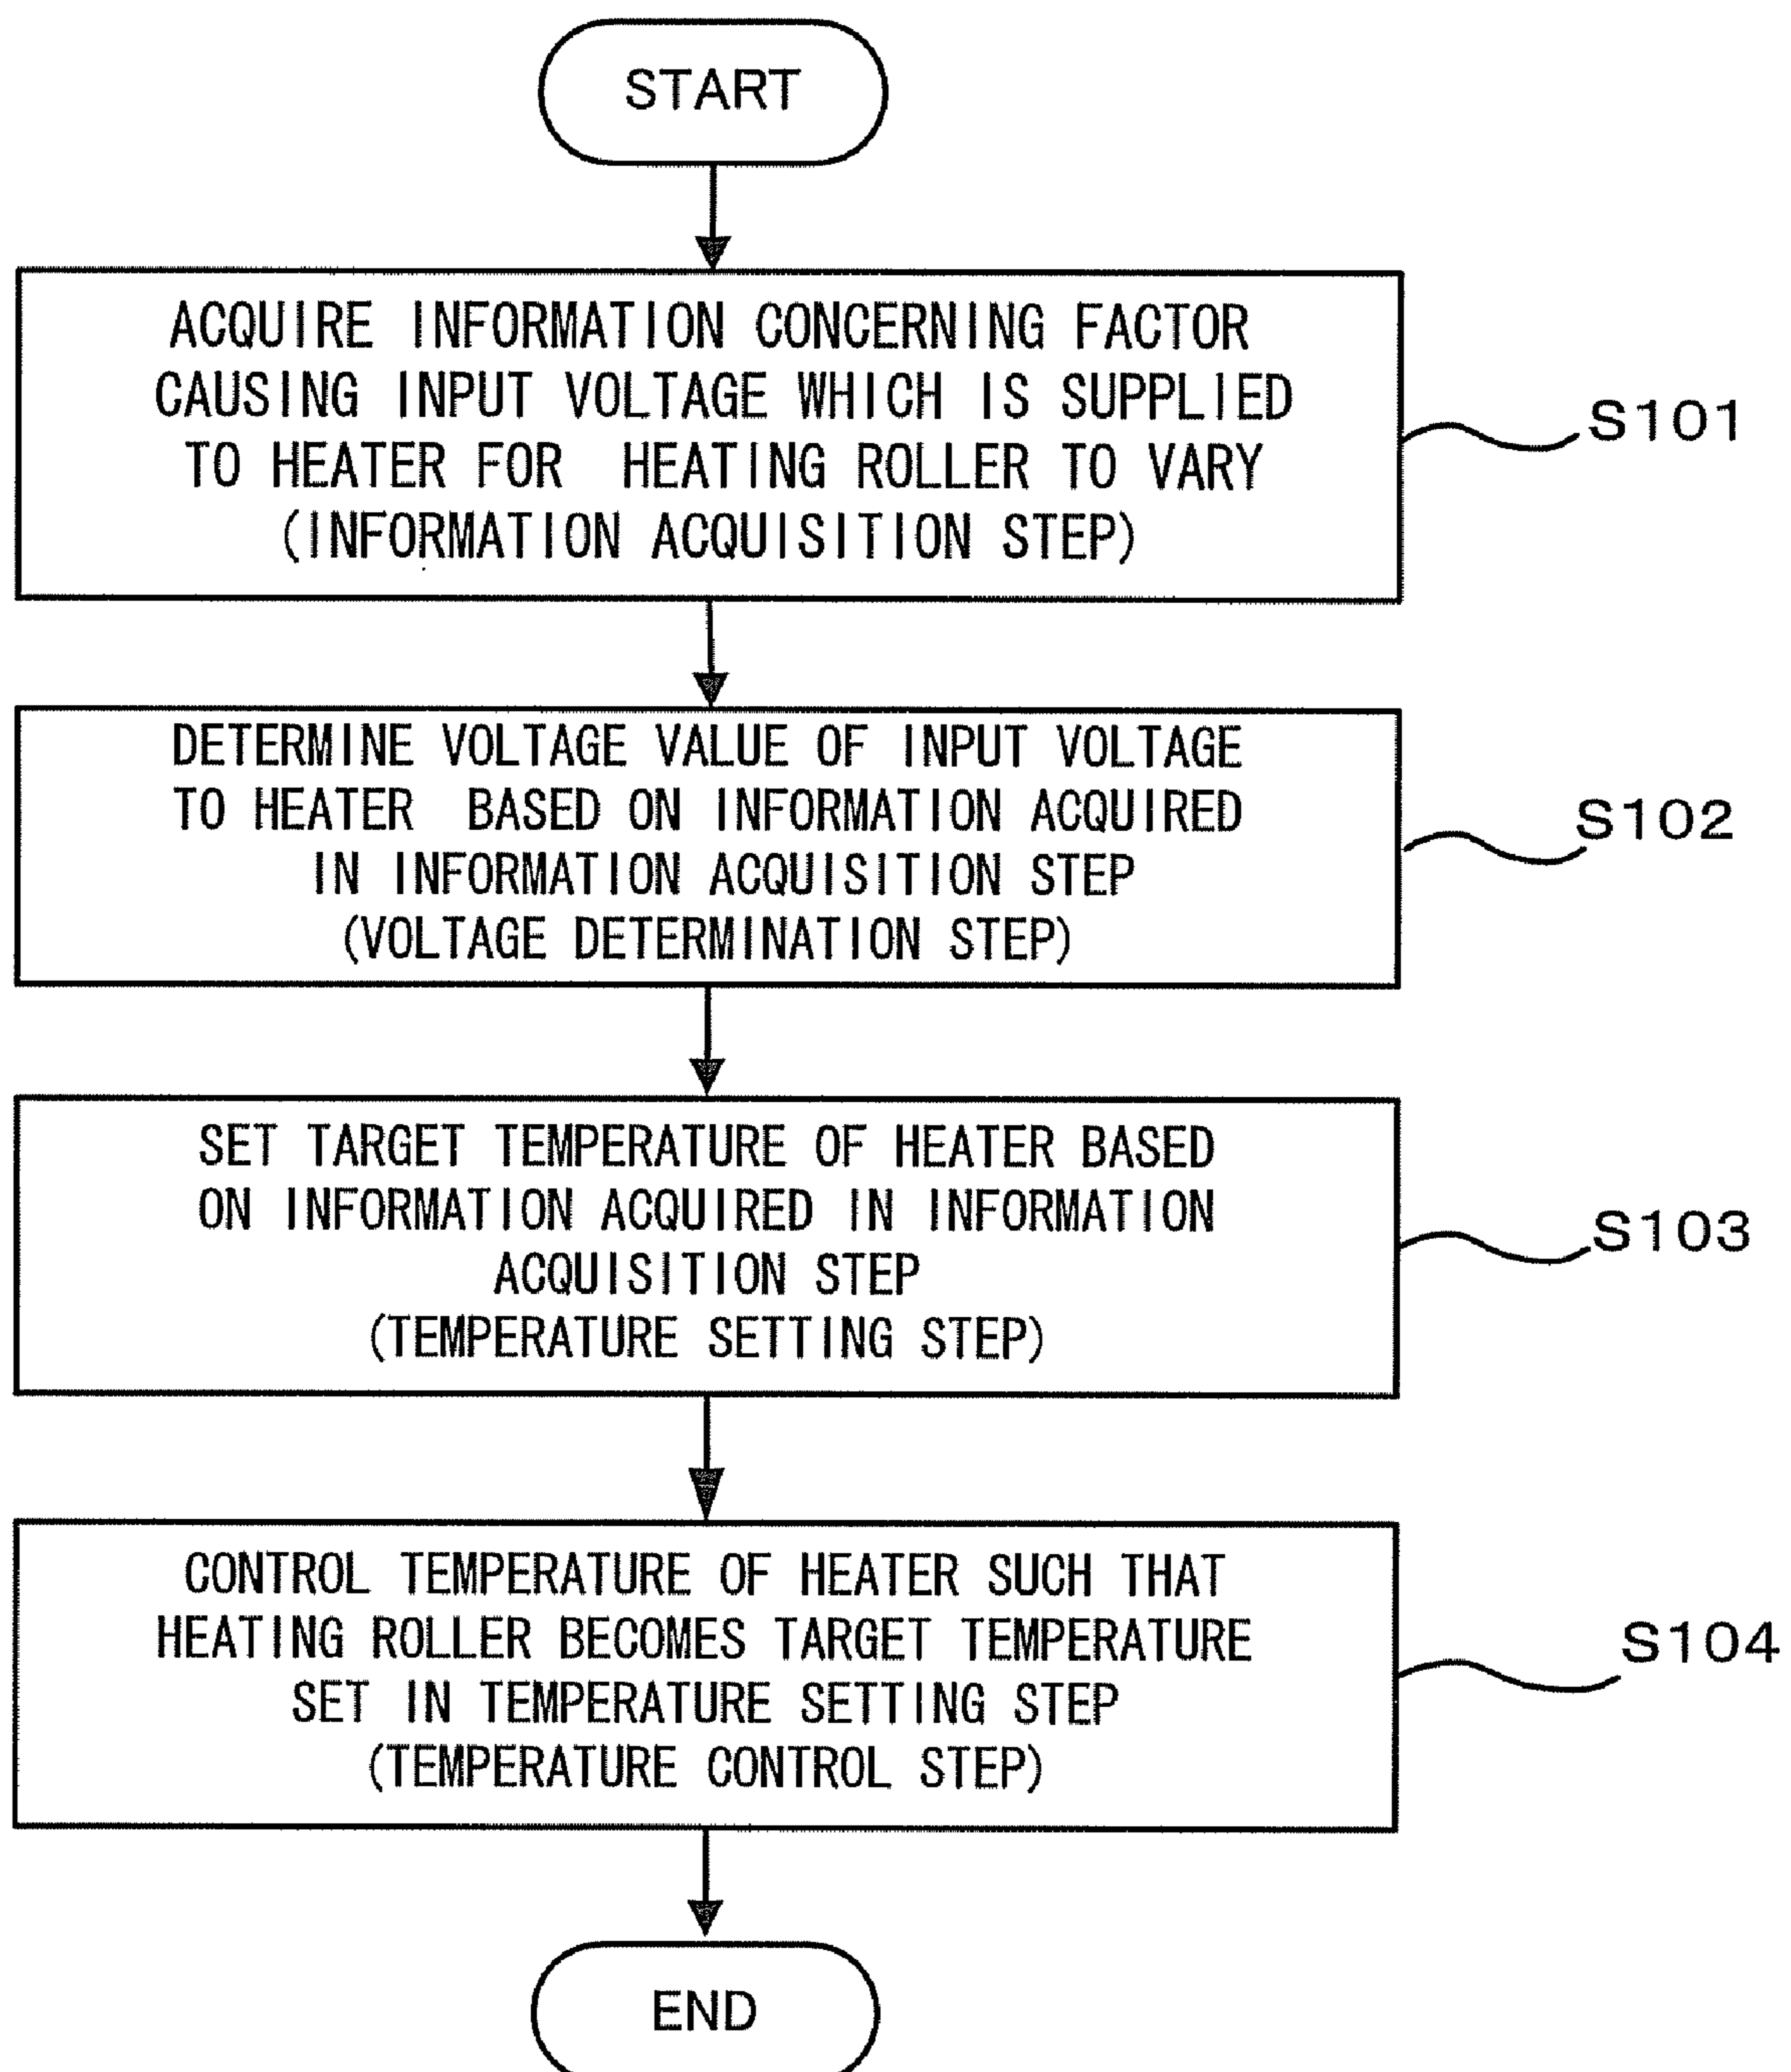 START
ACQUIRE INFORMATION CONCERNING FACTOR
CAUSING INPUT VOLTAGE WHICH IS SUPPLIED
TO HEATER FOR HEATING ROLLER TO VARY
(INFORMATION ACQUISITION STEP)
S101
DETERMINE VOLTAGE VALUE OF INPUT VOLTAGE
TO HEATER BASED ON INFORMATION ACQUIRED
IN INFORMATION ACQUISITION STEP
(VOLTAGE DETERMINATION STEP)
S102
SET TARGET TEMPERATURE OF HEATER BASED
ON INFORMATION ACQUIRED IN INFORMATION
ACQUISITION STEP
(TEMPERATURE SETTING STEP)
S103
CONTROL TEMPERATURE OF HEATER SUCH THAT
HEATING ROLLER BECOMES TARGET TEMPERATURE
SET IN TEMPERATURE SETTING STEP
(TEMPERATURE CONTROL STEP)
S104
END